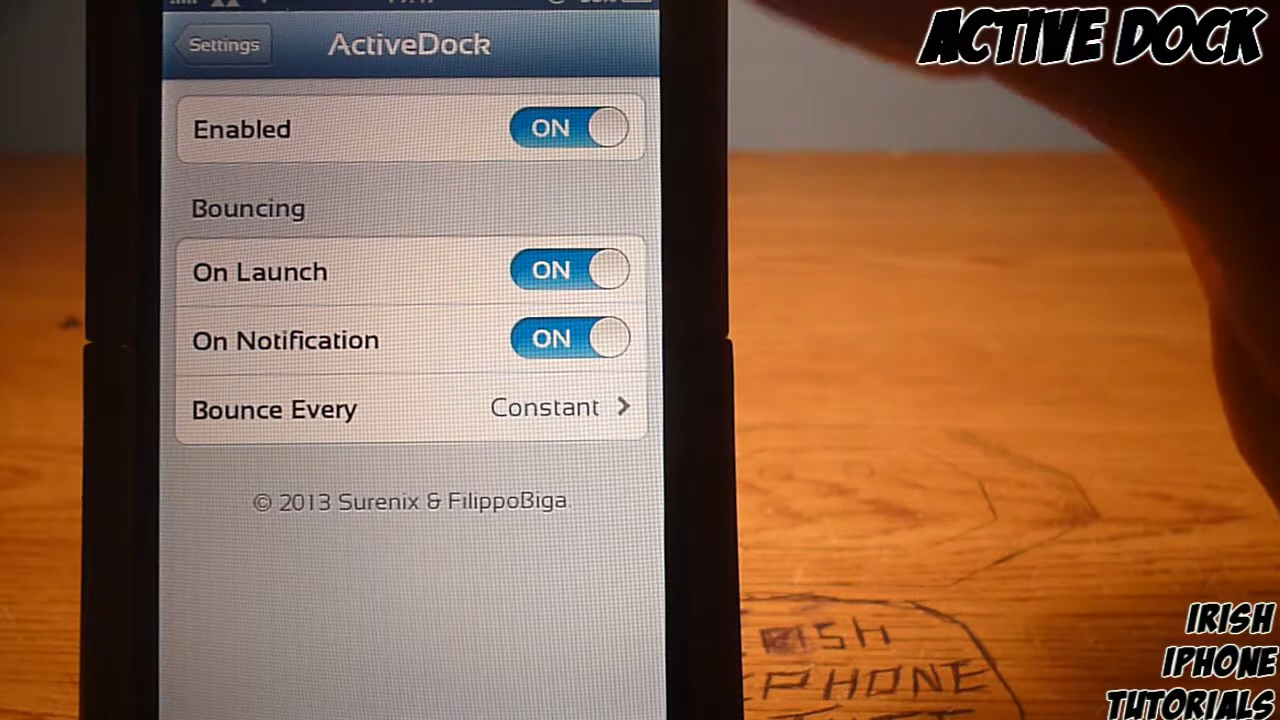 ACTIVE DOCK
Settings
ActiveDock
Enabled
ON
Bouncing
On Launch
ON
On Notification
ON
Bounce Every
Constant
© 2013 Surenix & FilippoBiga
IRISH
IPHONE
TUTORIALS